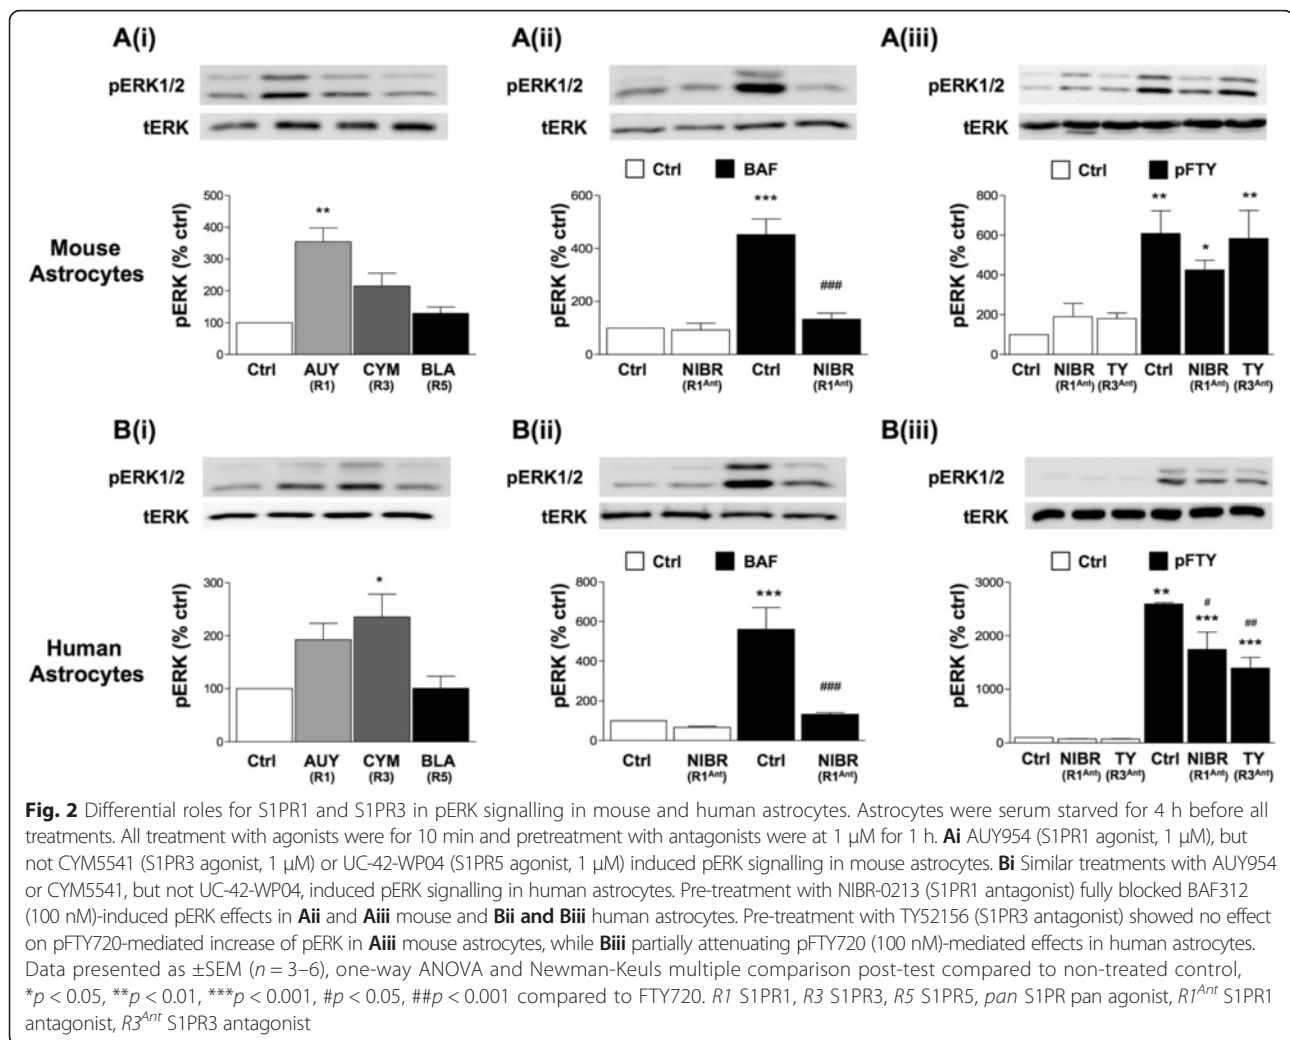 A(i)
pERK1/2
tERK
A(ii)
pERK1/2
tERK
A(iii)
pERK1/2
tERK
Mouse
Astrocytes
pERK (% ctrl)
500
400
300
200
100
0
**
Ctrl AUY CYM BLA
(R1) (R3) (R5)
Ctrl BAF
pERK (% ctrl)
600
400
200
0
***
###
Ctrl NIBR Ctrl NIBR
(R1Ant) (R1Ant)
Ctrl pFTY
pERK (% ctrl)
800
600
400
200
0
** * **
Ctrl NIBR TY Ctrl NIBR TY
(R1Ant) (R3Ant) (R1Ant) (R3Ant)
B(i)
pERK1/2
tERK
B(ii)
pERK1/2
tERK
B(iii)
pERK1/2
tERK
Human
Astrocytes
pERK (% ctrl)
300
200
100
0
*
Ctrl AUY CYM BLA
(R1) (R3) (R5)
Ctrl BAF
pERK (% ctrl)
800
600
400
200
0
***
###
Ctrl NIBR Ctrl NIBR
(R1Ant) (R1Ant)
Ctrl pFTY
pERK (% ctrl)
3000
2000
1000
0
**
#
***
##
***
Ctrl NIBR TY Ctrl NIBR TY
(R1Ant) (R3Ant) (R1Ant) (R3Ant)
Fig. 2 Differential roles for S1PR1 and S1PR3 in pERK signalling in mouse and human astrocytes. Astrocytes were serum starved for 4 h before all
treatments. All treatment with agonists were for 10 min and pretreatment with antagonists were at 1 μM for 1 h. Ai AUY954 (S1PR1 agonist, 1 μM), but
not CYM5541 (S1PR3 agonist, 1 μM) or UC-42-WP04 (S1PR5 agonist, 1 μM) induced pERK signalling in mouse astrocytes. Bi Similar treatments with AUY954
or CYM5541, but not UC-42-WP04, induced pERK signalling in human astrocytes. Pre-treatment with NIBR-0213 (S1PR1 antagonist) fully blocked BAF312
(100 nM)-induced pERK effects in Aii and Aiii mouse and Bii and Biii human astrocytes. Pre-treatment with TY52156 (S1PR3 antagonist) showed no effect
on pFTY720-mediated increase of pERK in Aiii mouse astrocytes, while Biii partially attenuating pFTY720 (100 nM)-mediated effects in human astrocytes.
Data presented as ±SEM (n = 3–6), one-way ANOVA and Newman-Keuls multiple comparison post-test compared to non-treated control,
*p < 0.05, **p < 0.01, ***p < 0.001, #p < 0.05, ##p < 0.001 compared to FTY720. R1 S1PR1, R3 S1PR3, R5 S1PR5, pan S1PR pan agonist, R1Ant S1PR1
antagonist, R3Ant S1PR3 antagonist